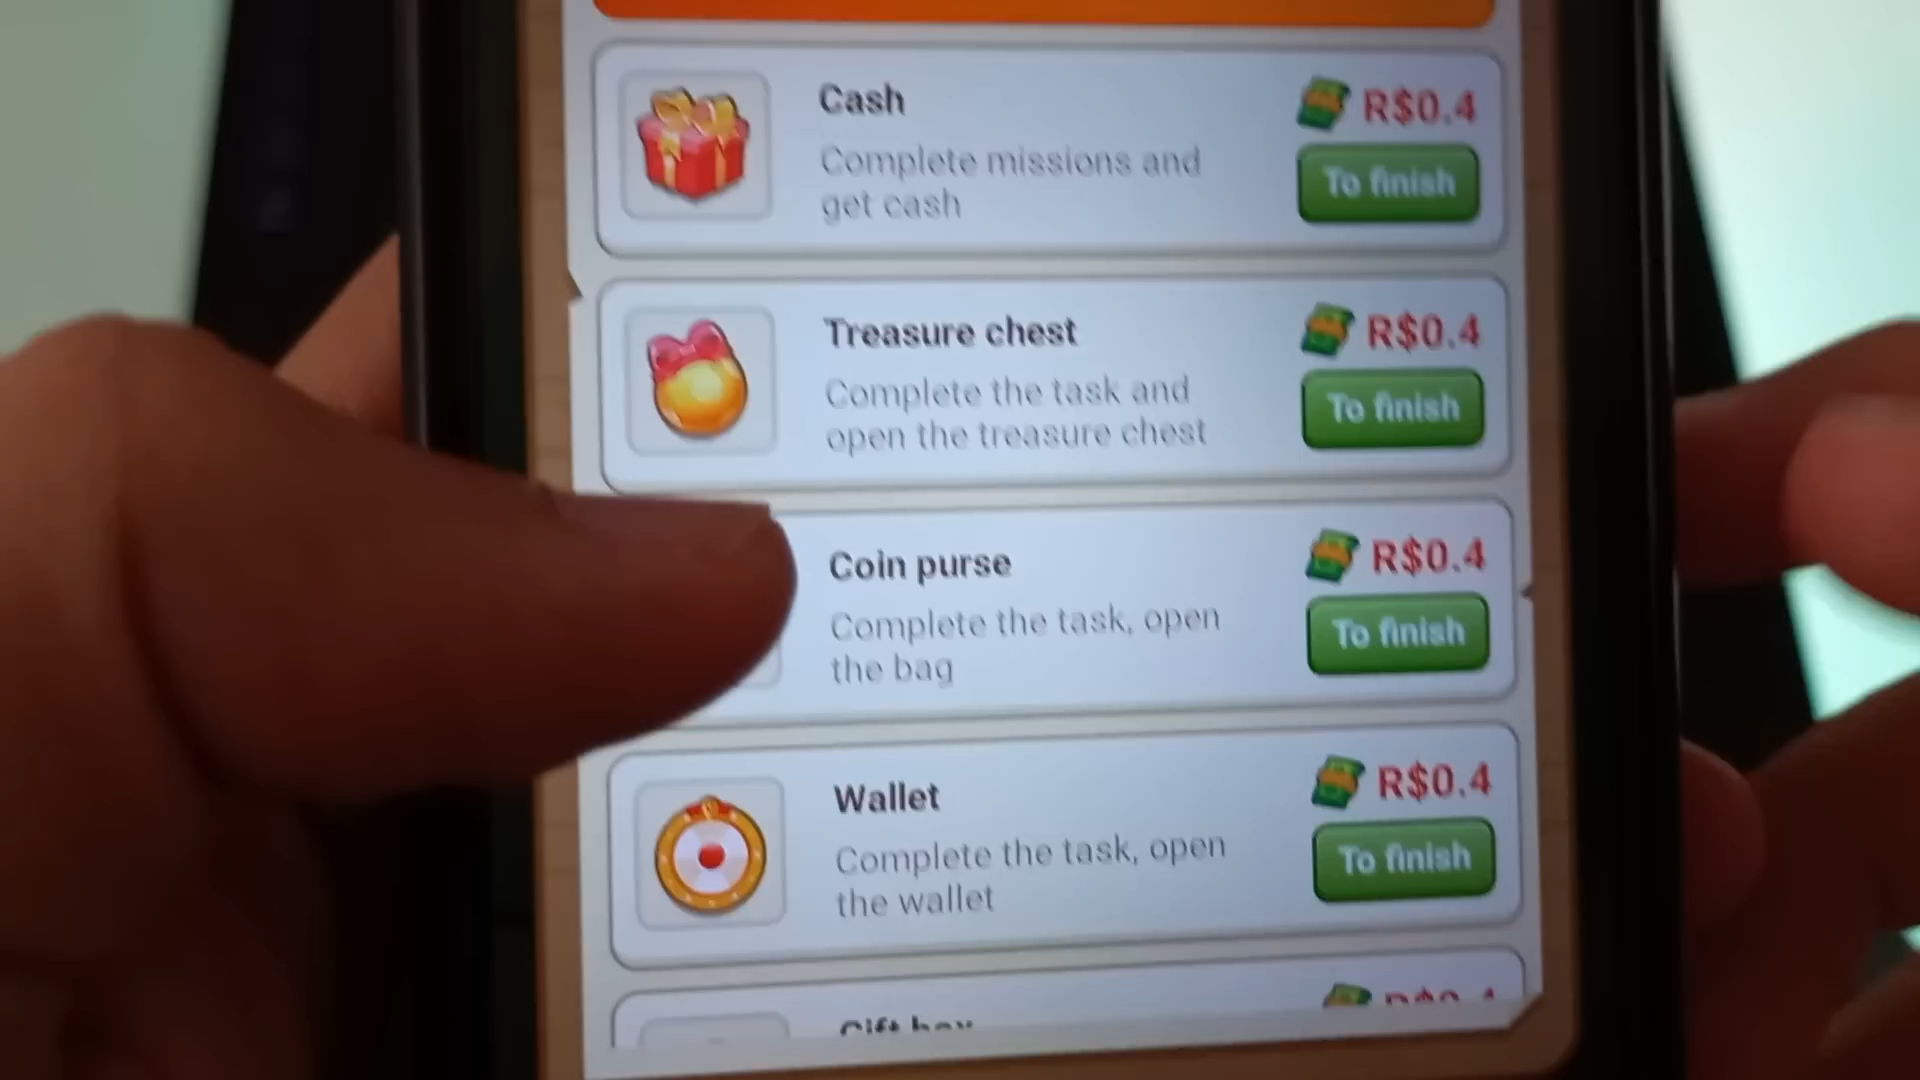 Cash
R$0.4
Complete missions and
get cash
To finish
Treasure chest
R$0.4
Complete the task and
open the treasure chest
To finish
Coin purse
R$0.4
Complete the task, open
the bag
To finish
Wallet
R$0.4
Complete the task, open
the wallet
To finish
Gift box